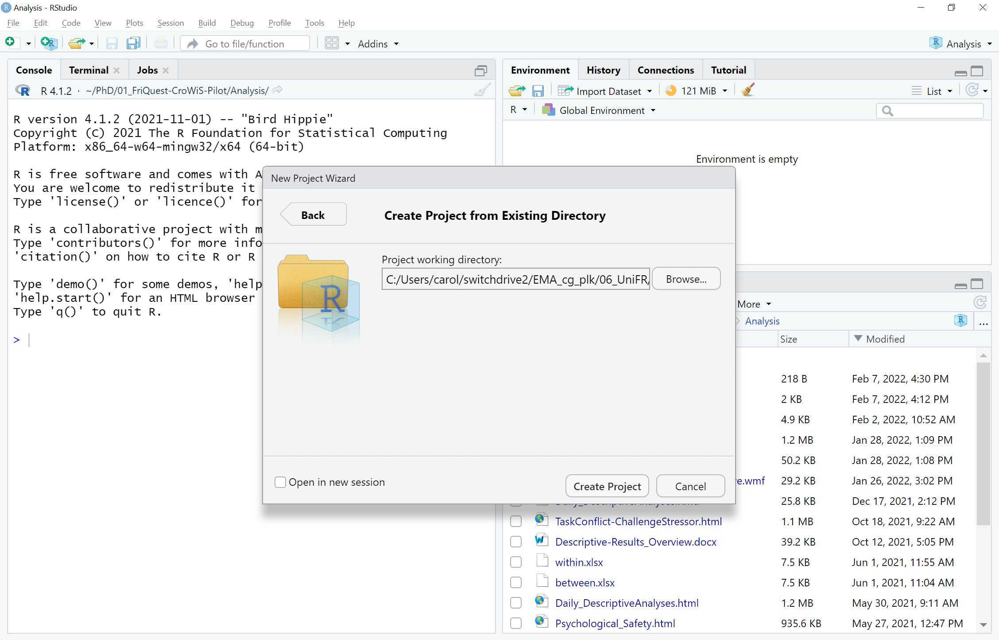 Analysis - RStudio
File Edit Code View Plots Session Build Debug Profile Tools Help
Go to file/function Addins Analysis
Console Terminal Jobs
R 4.1.2 · ~/PhD/01_FriQuest-CroWiS-Pilot/Analysis/
R version 4.1.2 (2021-11-01) -- "Bird Hippie"
Copyright (C) 2021 The R Foundation for Statistical Computing
Platform: x86_64-w64-mingw32/x64 (64-bit)
R is free software and comes with A
You are welcome to redistribute it
Type 'license()' or 'licence()' for
R is a collaborative project with m
Type 'contributors()' for more info
'citation()' on how to cite R or R
Type 'demo()' for some demos, 'help
'help.start()' for an HTML browser
Type 'q()' to quit R.
>
Environment History Connections Tutorial
Import Dataset 121 MiB List
R Global Environment
Environment is empty
New Project Wizard
Back
Create Project from Existing Directory
Project working directory:
C:/Users/carol/switchdrive2/EMA_cg_plk/06_UniFR/
Browse...
Open in new session
Create Project
Cancel
More
Analysis
...
Size Modified
218 B Feb 7, 2022, 4:30 PM
2 KB Feb 7, 2022, 4:12 PM
4.9 KB Feb 2, 2022, 10:52 AM
1.2 MB Jan 28, 2022, 1:09 PM
50.2 KB Jan 28, 2022, 1:08 PM
e.wmf 29.2 KB Jan 26, 2022, 3:02 PM
25.8 KB Dec 17, 2021, 2:12 PM
TaskConflict-ChallengeStressor.html 1.1 MB Oct 18, 2021, 9:22 AM
Descriptive-Results_Overview.docx 39.2 KB Oct 12, 2021, 5:05 PM
within.xlsx 7.5 KB Jun 1, 2021, 11:55 AM
between.xlsx 7.5 KB Jun 1, 2021, 11:04 AM
Daily_DescriptiveAnalyses.html 1.2 MB May 30, 2021, 9:11 AM
Psychological_Safety.html 935.6 KB May 27, 2021, 12:47 PM